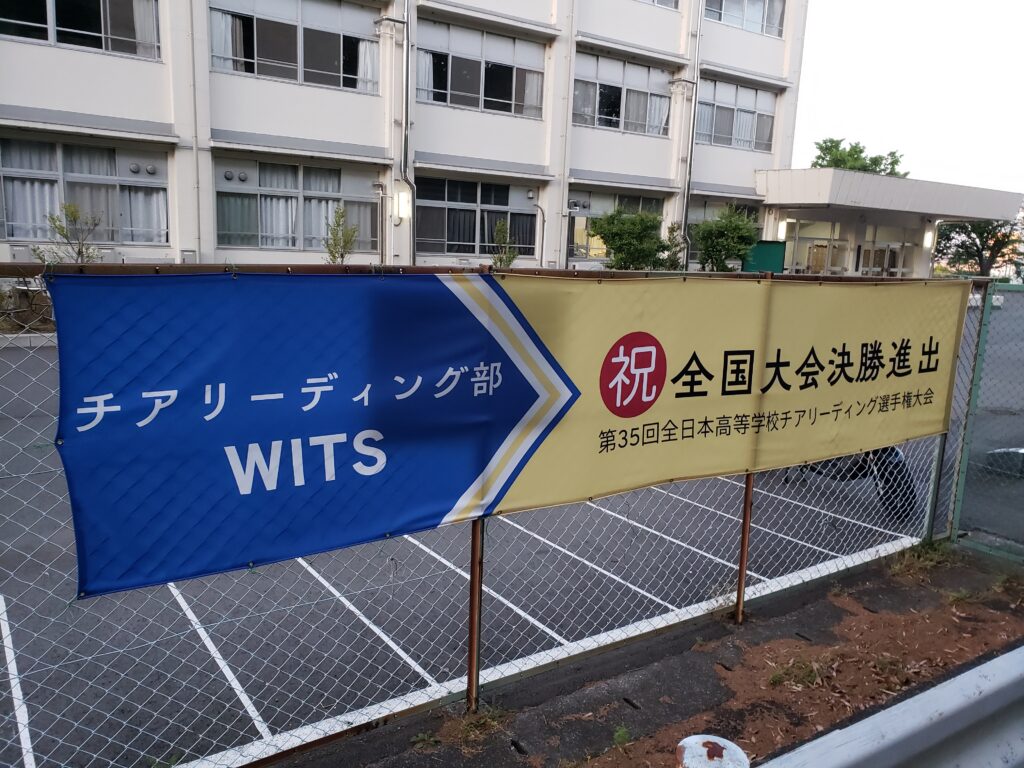 チアリーディング部
WITS
祝 全国大会決勝進出
第35回全日本高等学校チアリーディング選手権大会